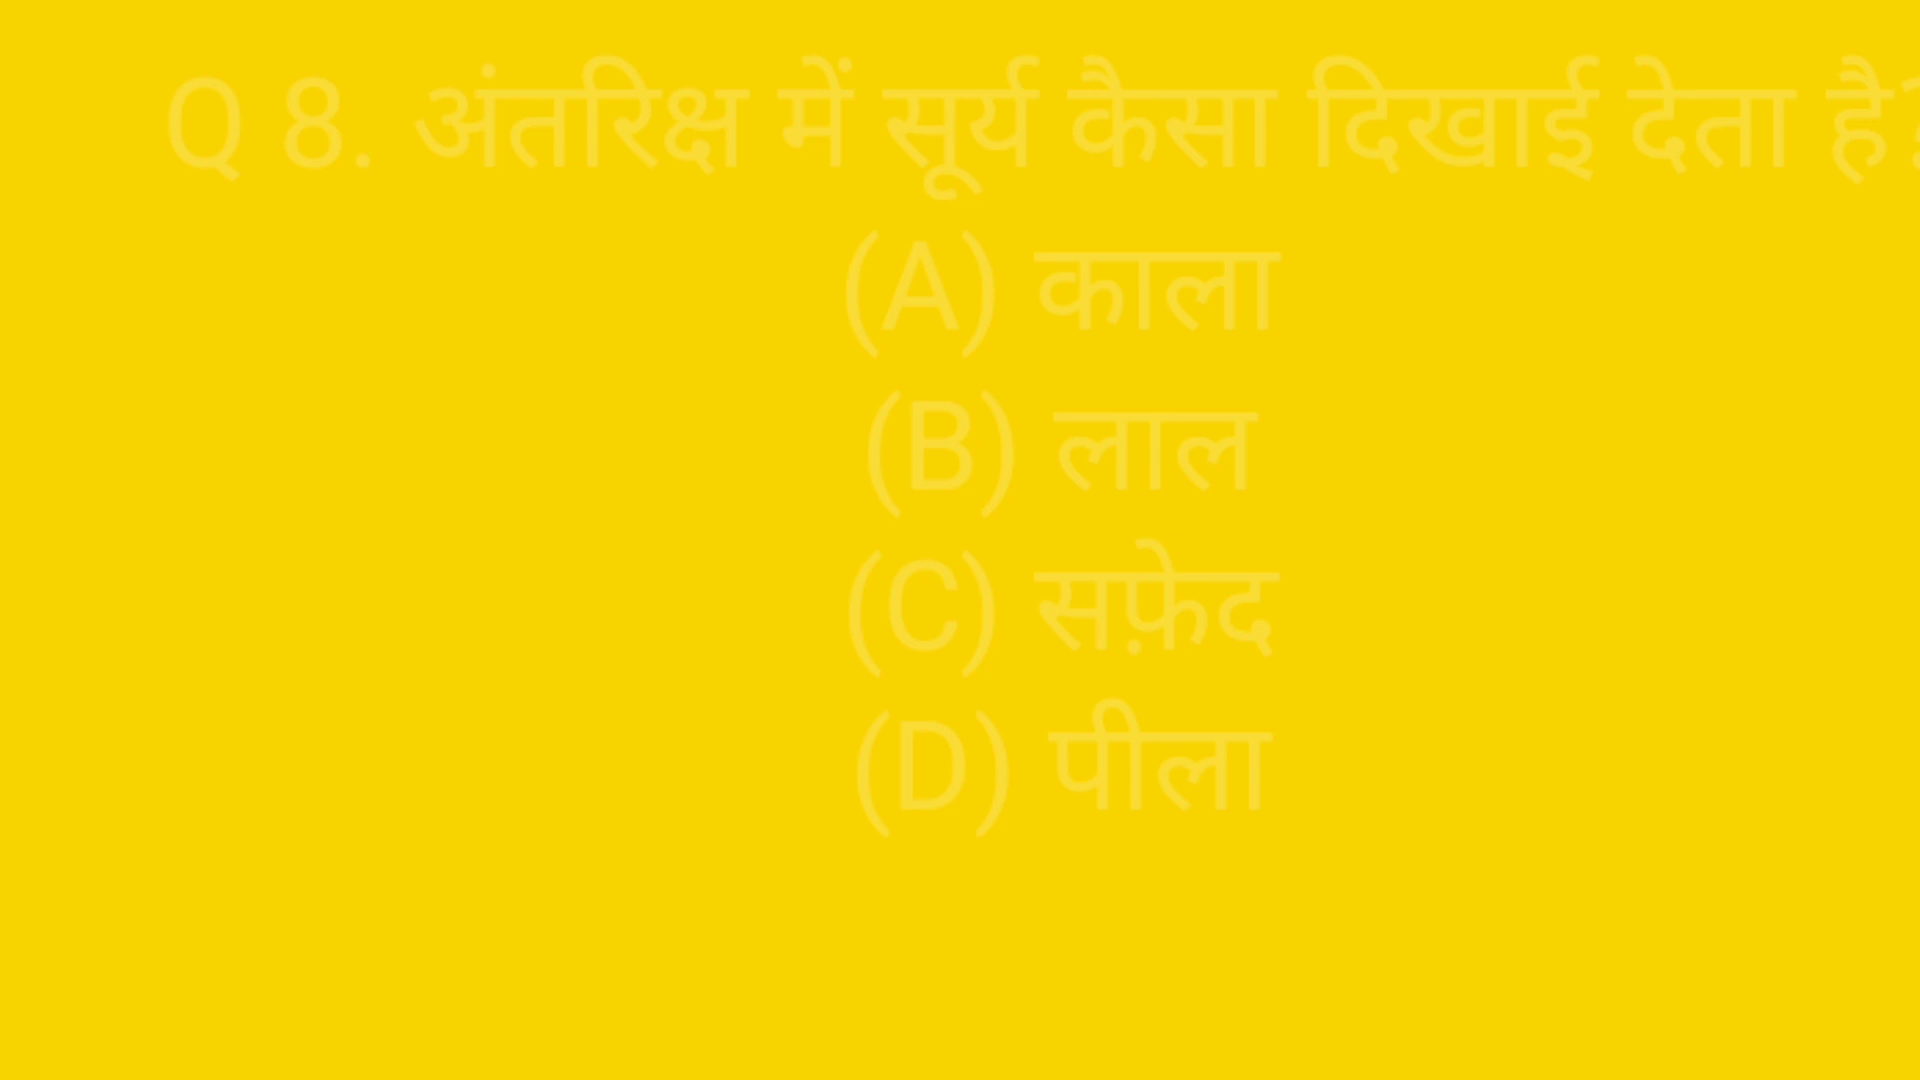 Q 8. अंतरिक्ष में सूर्य कैसा दिखाई देता है?
(A) काला
(B) लाल
(C) सफ़ेद
(D) पीला